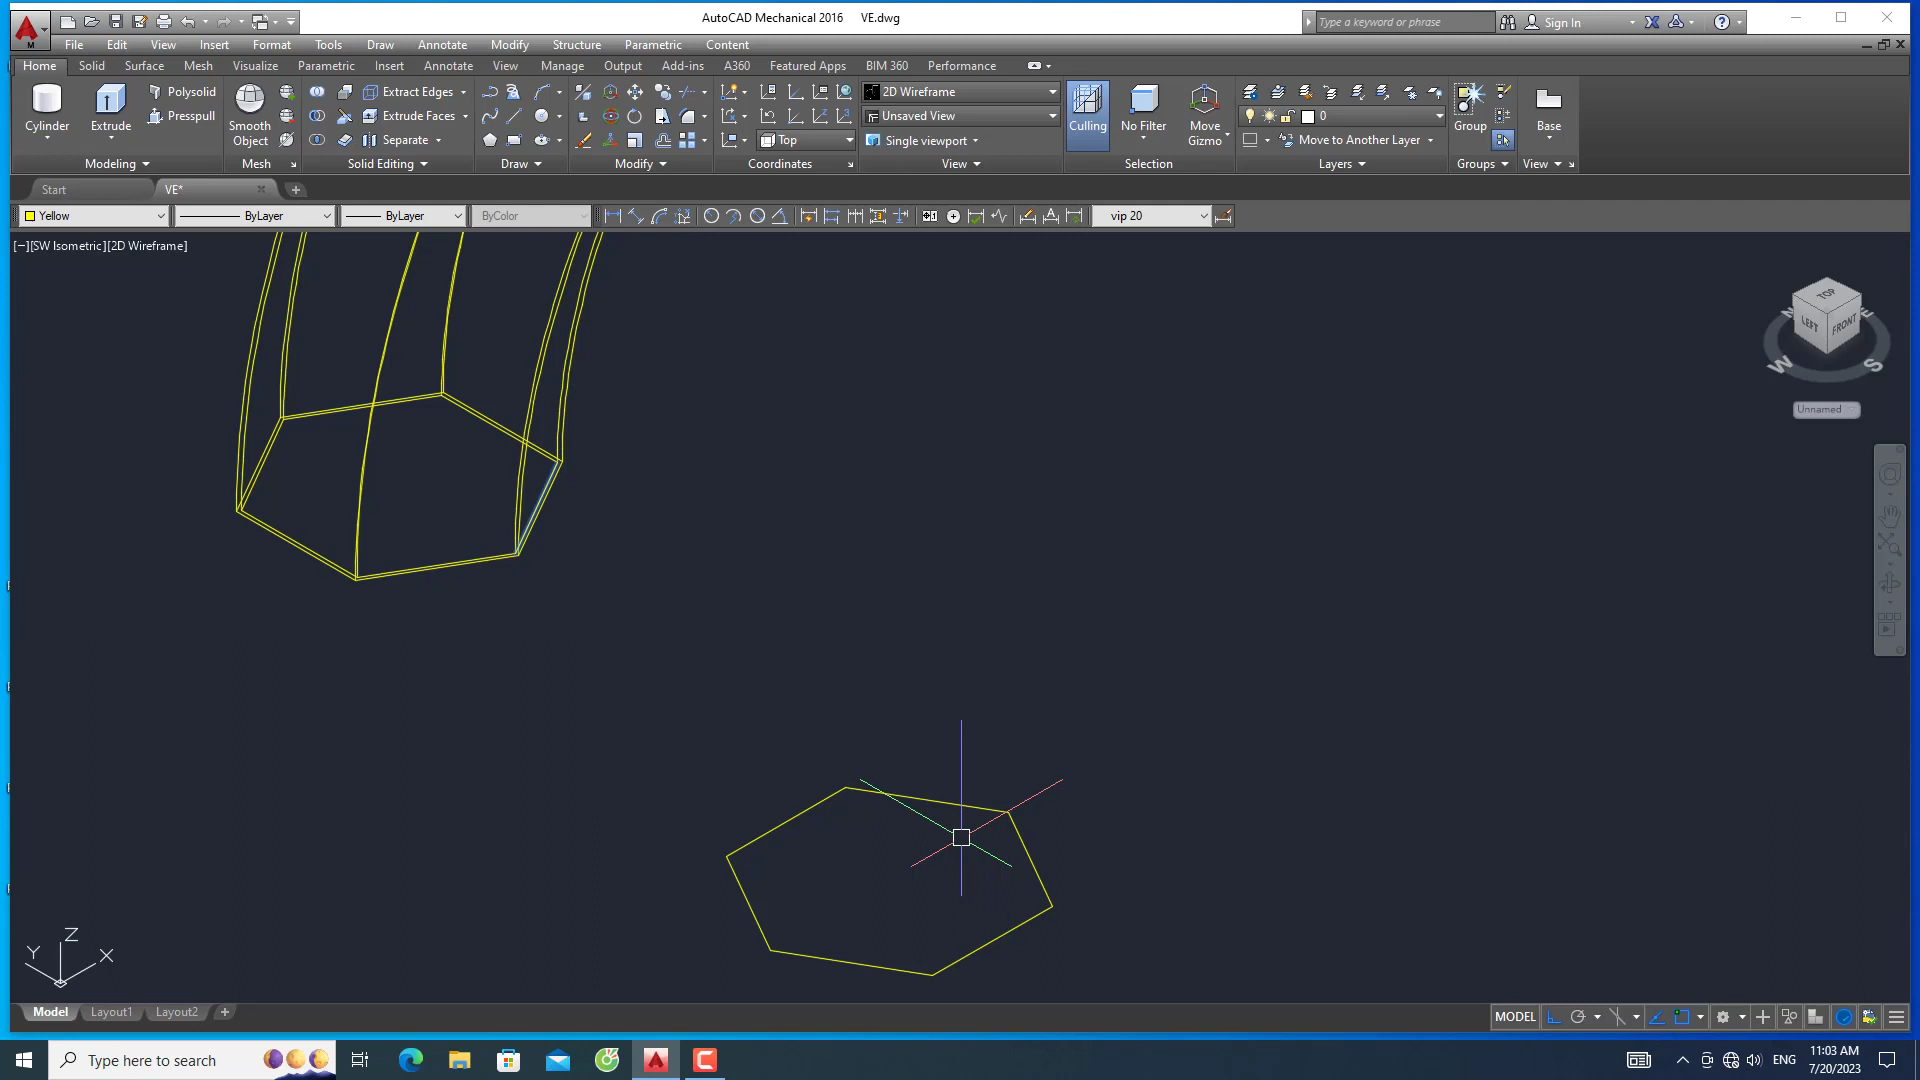 AutoCAD Mechanical 2016 VE.dwg
Type a keyword or phrase
Sign In
M
File Edit View Insert Format Tools Draw Annotate Modify Structure Parametric Content
Home Solid Surface Mesh Visualize Parametric Insert Annotate View Manage Output Add-ins A360 Featured Apps BIM 360 Performance
Polysolid
Presspull
Cylinder
Extrude
Smooth Object
Extract Edges
Extrude Faces
Separate
Top
2D Wireframe
Unsaved View
Single viewport
Culling
No Filter
Move Gizmo
0
Move to Another Layer
Group
Base
Modeling Mesh Solid Editing Draw Modify Coordinates View Selection Layers Groups View
Start
VE*
Yellow
ByLayer
ByLayer
ByColor
vip 20
[−][SW Isometric][2D Wireframe]
TOP
LEFT
FRONT
N
E
W
S
Unnamed
Z
Y
X
Model Layout1 Layout2
MODEL
Type here to search
ENG
11:03 AM
7/20/2023